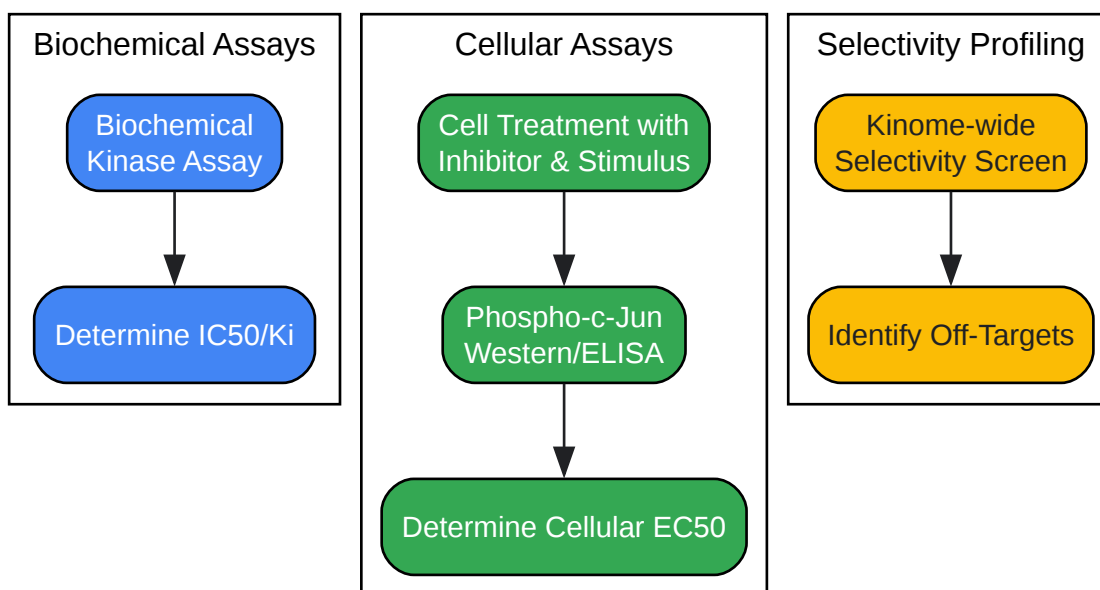 Biochemical Assays
Biochemical
Kinase Assay
Determine IC50/Ki
Cellular Assays
Cell Treatment with
Inhibitor & Stimulus
Phospho-c-Jun
Western/ELISA
Determine Cellular EC50
Selectivity Profiling
Kinome-wide
Selectivity Screen
Identify Off-Targets